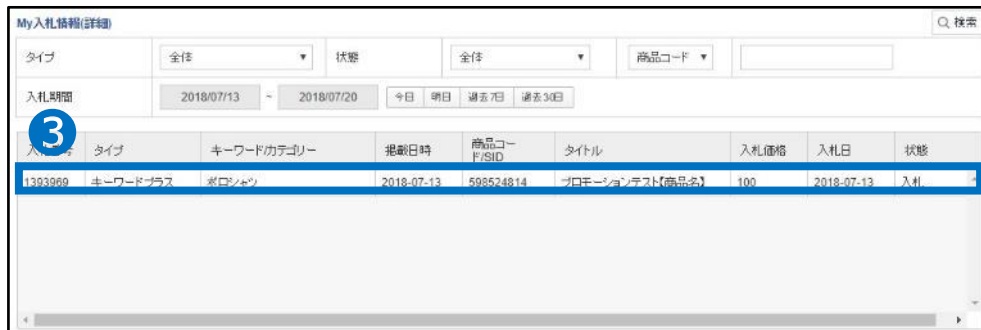 My入札情報(詳細)
検索
タイプ 全体 状態 全体 商品コード
入札期間 2018/07/13 ~ 2018/07/20 今日 明日 過去7日 過去30日
3
タイプ キーワード/カテゴリー 掲載日時 商品コードﾞ/SID タイトル 入札価格 入札日 状態
1393969 キーワードプラス ポロシャツ 2018-07-13 598524814 プロモーションテスト【商品名】 100 2018-07-13 入札